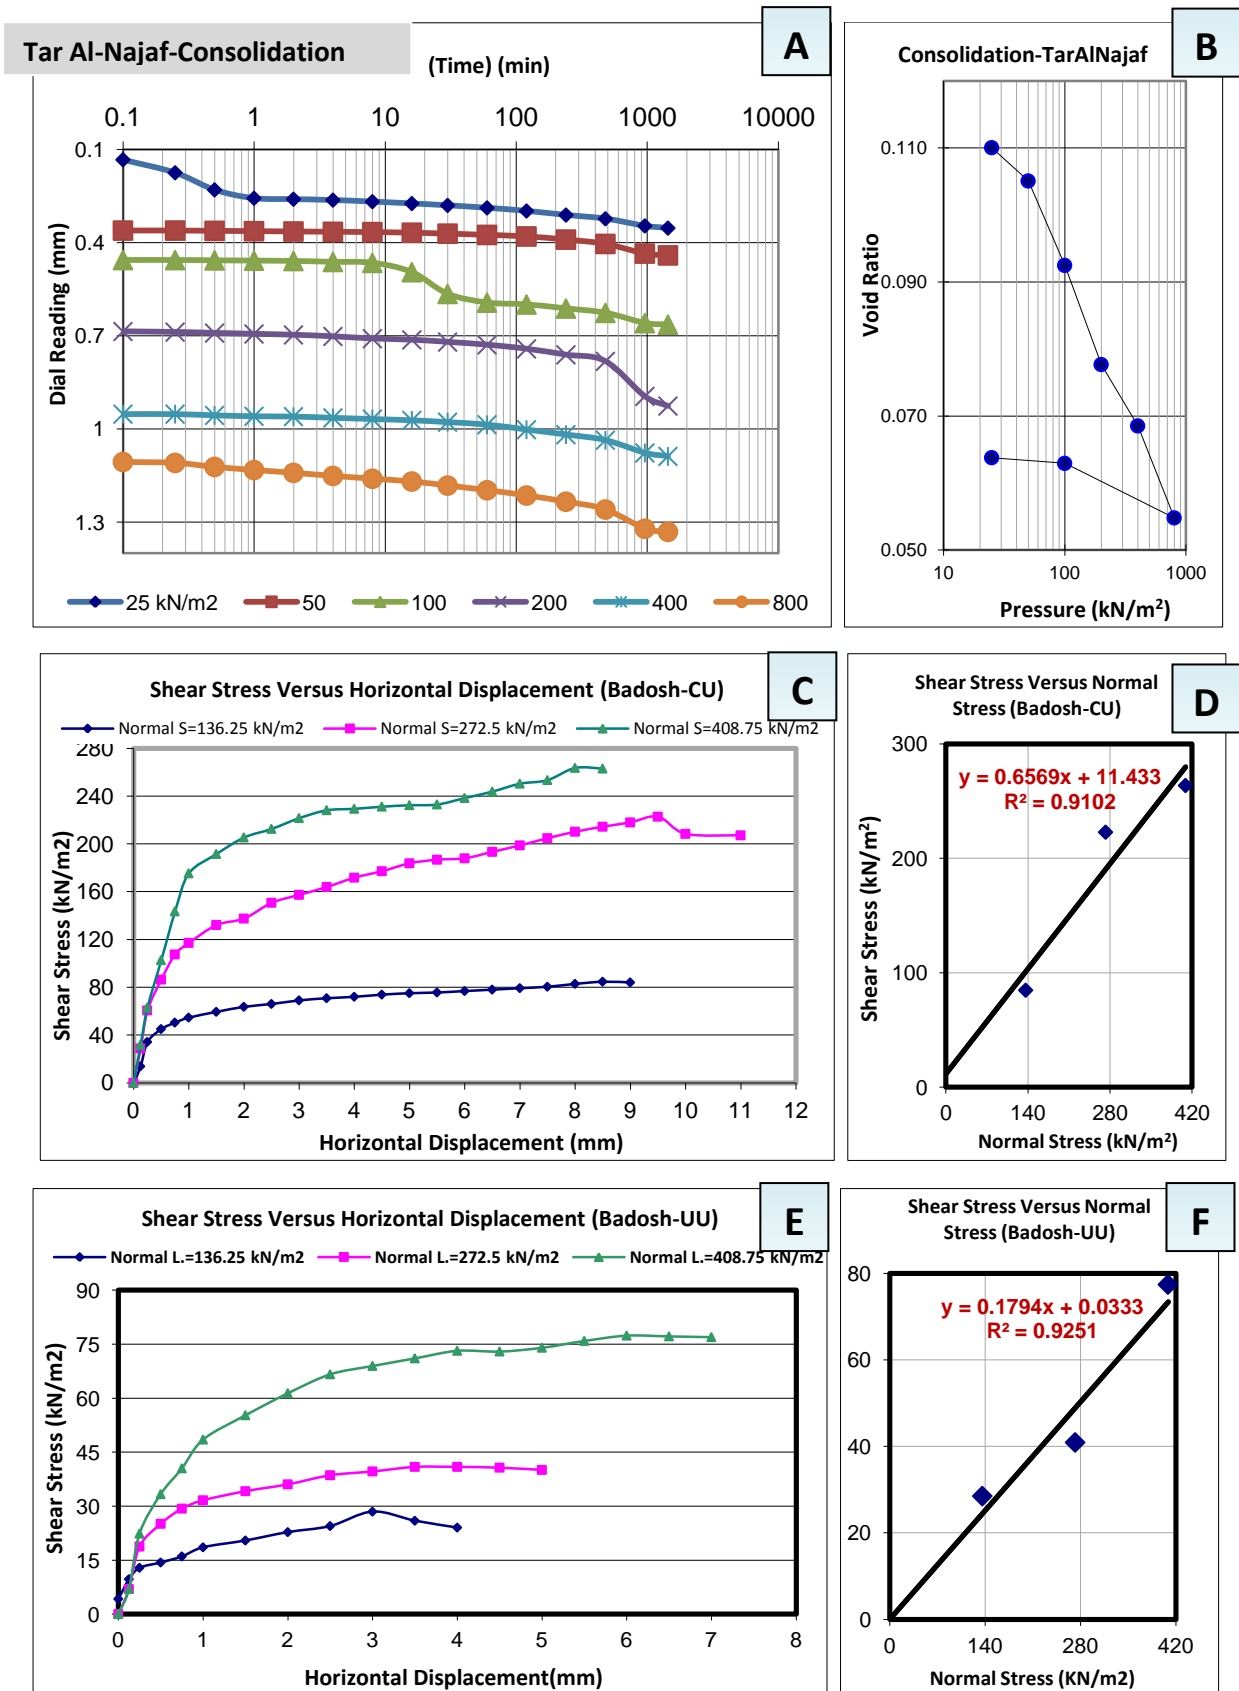 Tar Al-Najaf-Consolidation
A
(Time) (min)
0.1 1 10 100 1000 10000
0.1
0.4
0.7
1
1.3
Dial Reading (mm)
25 kN/m2 50 100 200 400 800
B
Consolidation-TarAlNajaf
0.110
0.090
0.070
0.050
Void Ratio
10 100 1000
Pressure (kN/m²)
C
Shear Stress Versus Horizontal Displacement (Badosh-CU)
Normal S=136.25 kN/m2 Normal S=272.5 kN/m2 Normal S=408.75 kN/m2
280
240
200
160
120
80
40
0
Shear Stress (kN/m2)
0 1 2 3 4 5 6 7 8 9 10 11 12
Horizontal Displacement (mm)
D
Shear Stress Versus Normal
Stress (Badosh-CU)
300
200
100
0
y = 0.6569x + 11.433
R² = 0.9102
Shear Stress (kN/m²)
0 140 280 420
Normal Stress (kN/m²)
E
Shear Stress Versus Horizontal Displacement (Badosh-UU)
Normal L.=136.25 kN/m2 Normal L.=272.5 kN/m2 Normal L.=408.75 kN/m2
90
75
60
45
30
15
0
Shear Stress (kN/m2)
0 1 2 3 4 5 6 7 8
Horizontal Displacement(mm)
F
Shear Stress Versus Normal
Stress (Badosh-UU)
80
60
40
20
0
y = 0.1794x + 0.0333
R² = 0.9251
Shear Stress (kN/m²)
0 140 280 420
Normal Stress (KN/m2)